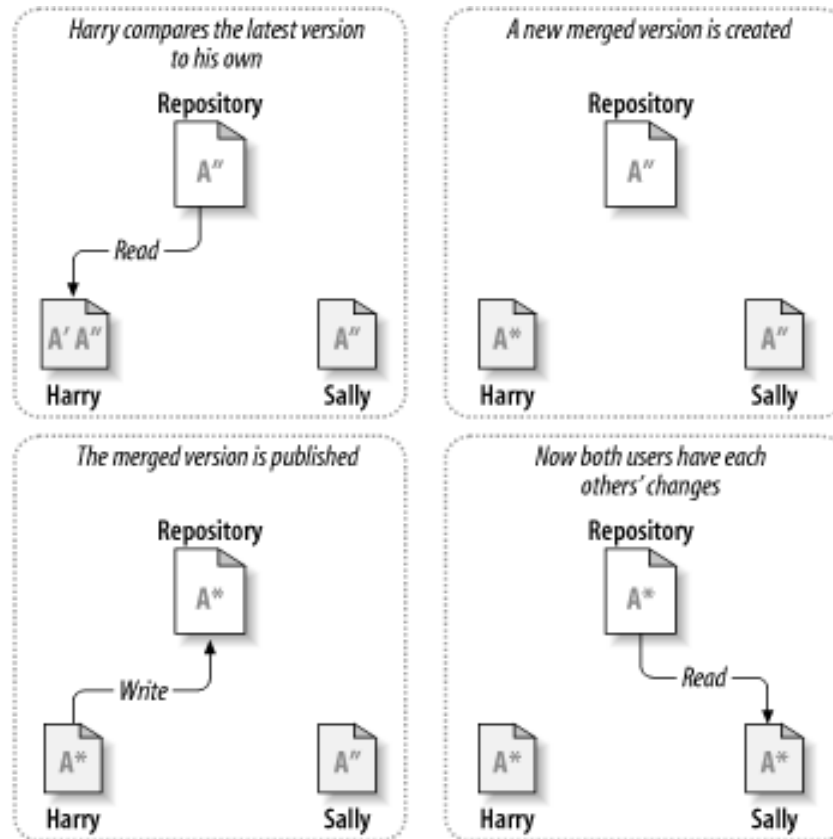 Harry compares the latest version
to his own
Repository
A″
Read
A′ A″
A″
Harry
Sally
A new merged version is created
Repository
A″
A*
A″
Harry
Sally
The merged version is published
Repository
A*
Write
A*
A″
Harry
Sally
Now both users have each
others’ changes
Repository
A*
Read
A*
A*
Harry
Sally